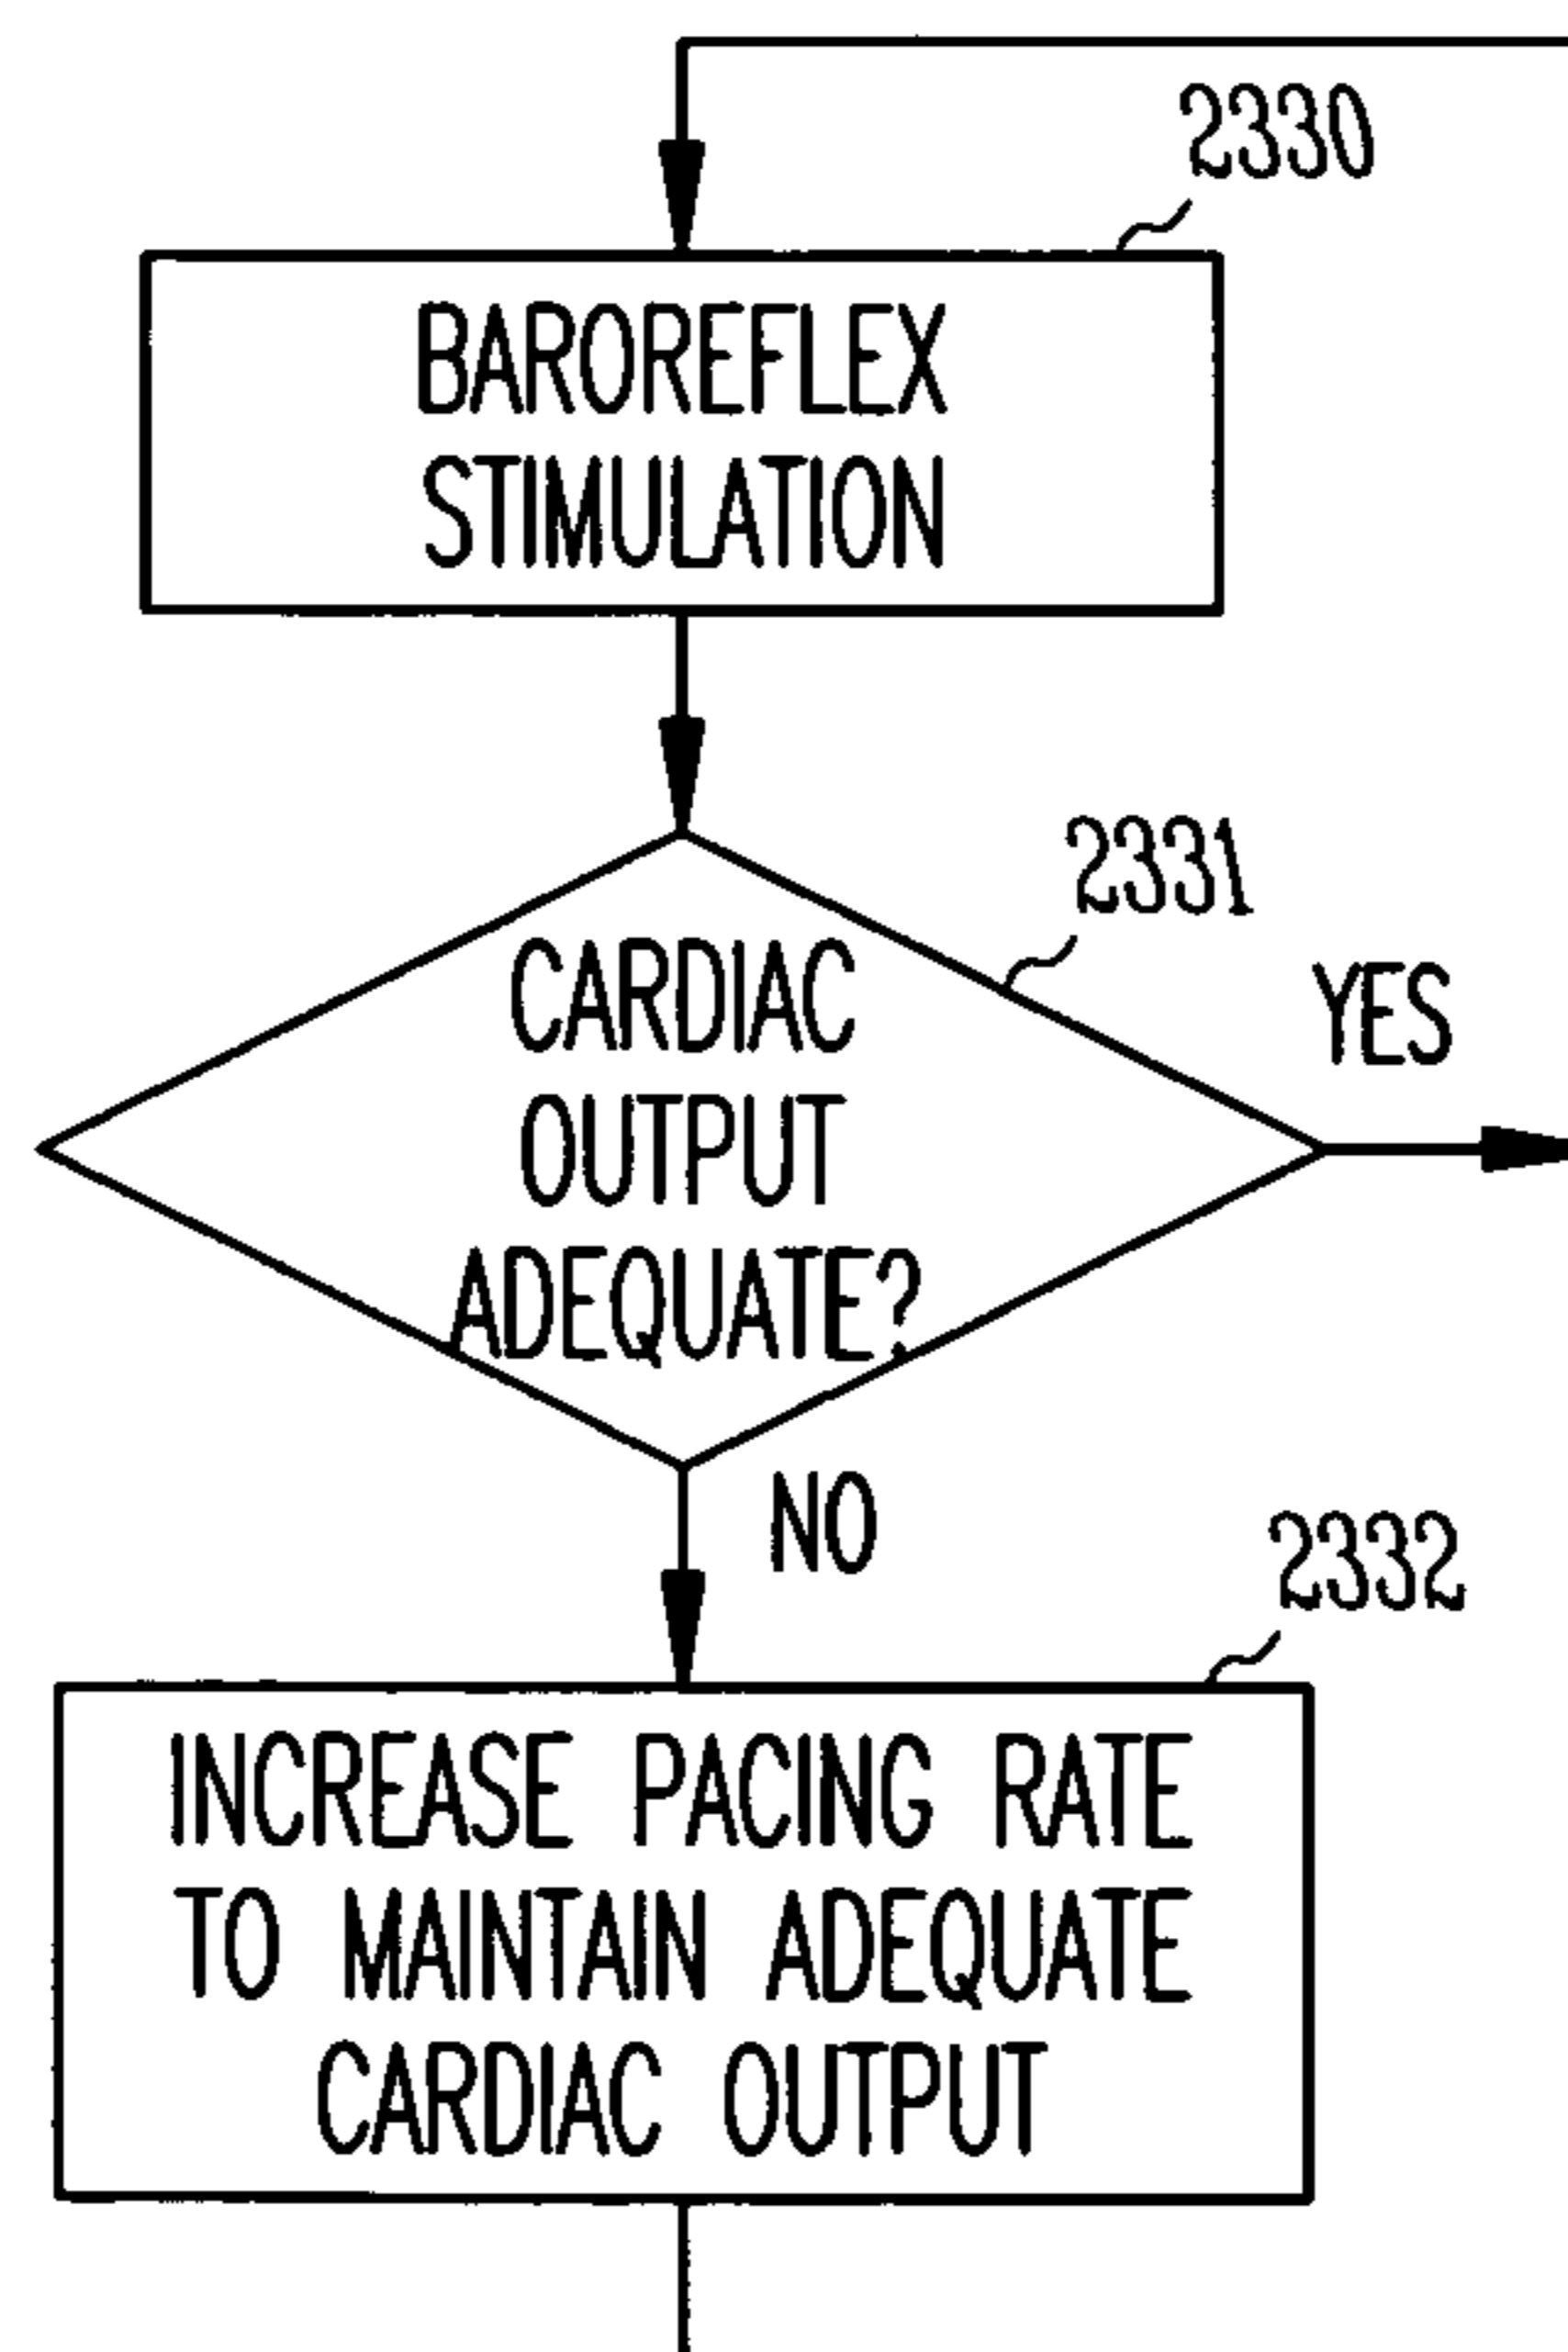 2330
BAROREFLEX
STIMULATION
2331
CARDIAC
OUTPUT
ADEQUATE?
YES
NO
2332
INCREASE PACING RATE
TO MAINTAIN ADEQUATE
CARDIAC OUTPUT